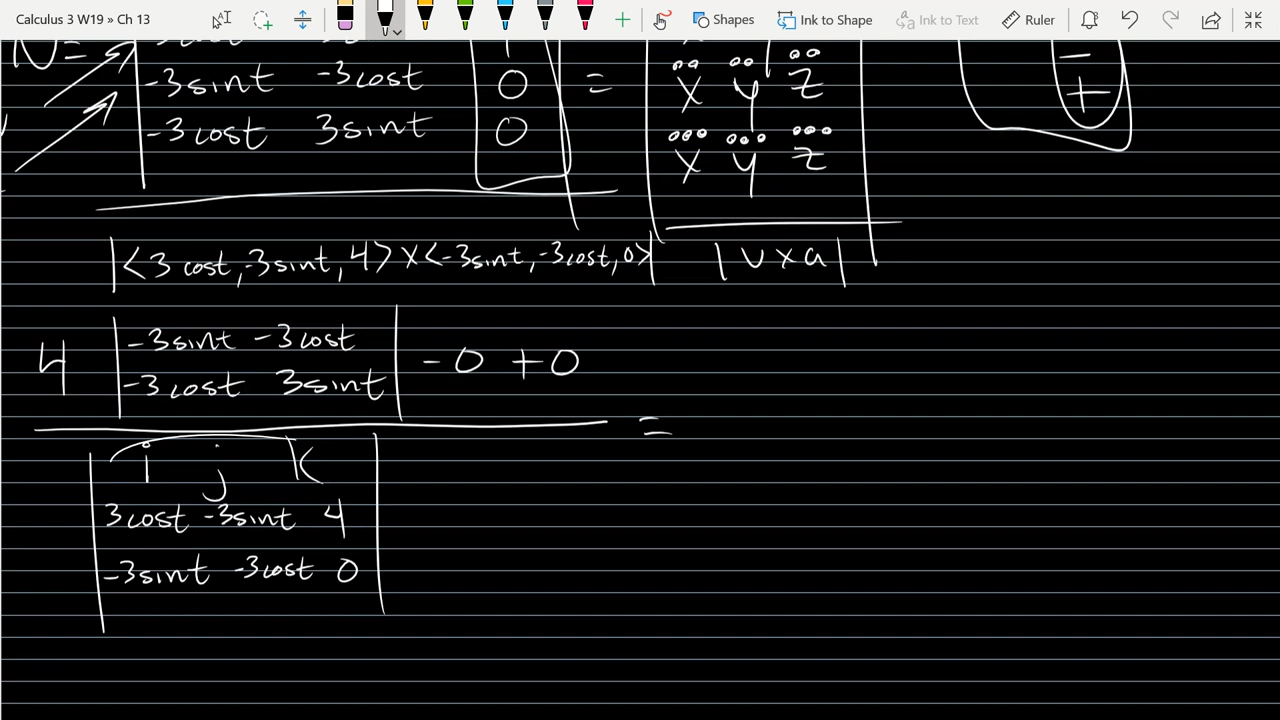 Calculus 3 W19 » Ch 13
Shapes
Ink to Shape
Ink to Text
Ruler
N =
-3sint -3cost 0 = ẍ ÿ z̈ −
-3cost 3sint 0 x⃛ y⃛ z⃛ +
|<3cost, -3sint, 4> x <-3sint, -3cost, 0>| |v x a|
4 | -3sint -3cost | - 0 + 0
| -3cost 3sint |
=
| i j k |
| 3cost -3sint 4 |
| -3sint -3cost 0 |